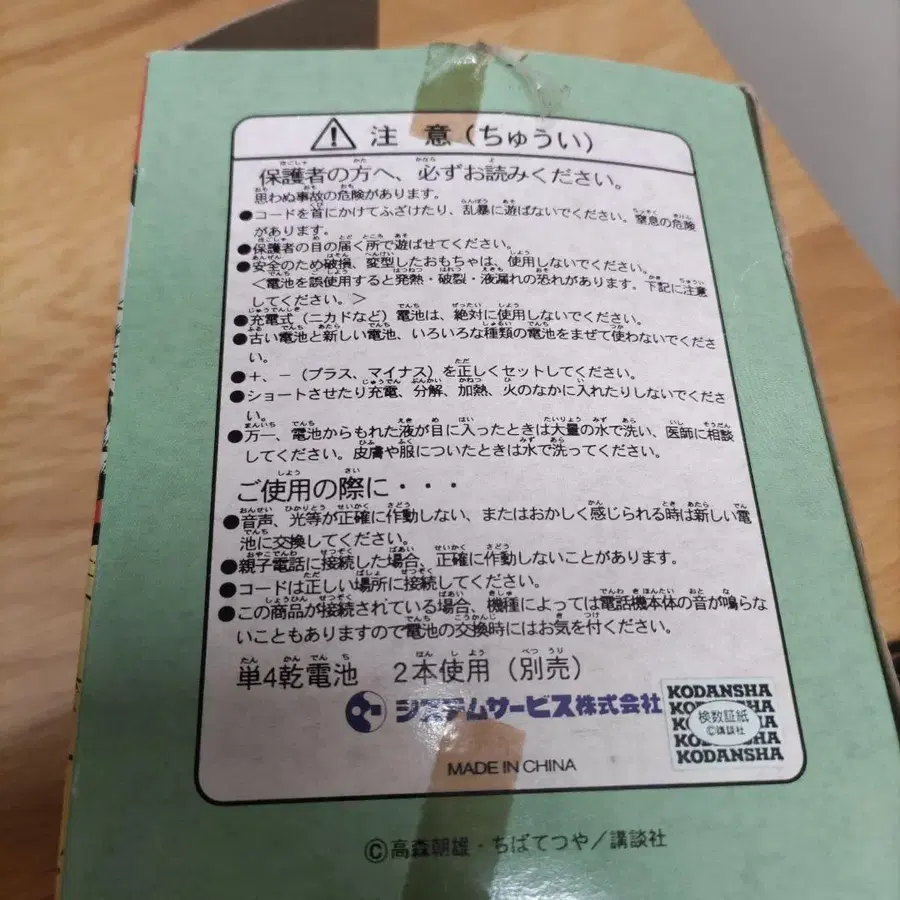 注意(ちゅうい)
保護者の方へ、必ずお読みください。
思わぬ事故の危険があります。
●コードを首にかけてふざけたり、乱暴に遊ばないでください。窒息の危険
があります。
●保護者の目の届く所で遊ばせてください。
●安全のため破損、変型したおもちゃは、使用しないでください。
<電池を誤使用すると発熱・破裂・液漏れの恐れがあります。下記に注意
してください。>
●充電式(ニカドなど)電池は、絶対に使用しないでください。
●古い電池と新しい電池、いろいろな種類の電池をまぜて使わないでくださ
い。
●+、-(プラス、マイナス)を正しくセットしてください。
●ショートさせたり充電、分解、加熱、火のなかに入れたりしないでくださ
い。
●万一、電池からもれた液が目に入ったときは大量の水で洗い、医師に相談
してください。皮膚や服についたときは水で洗ってください。
ご使用の際に・・・
●音声、光等が正確に作動しない、またはおかしく感じられる時は新しい電
池に交換してください。
●親子電話に接続した場合、正確に作動しないことがあります。
●コードは正しい場所に接続してください。
●この商品が接続されている場合、機種によっては電話機本体の音が鳴らな
いこともありますので電池の交換時にはお気を付ください。
単4乾電池 2本使用(別売)
システムサービス株式会社
KODANSHA
検数証紙
©講談社
KODANSHA
KODANSHA
MADE IN CHINA
©高森朝雄・ちばてつや/講談社